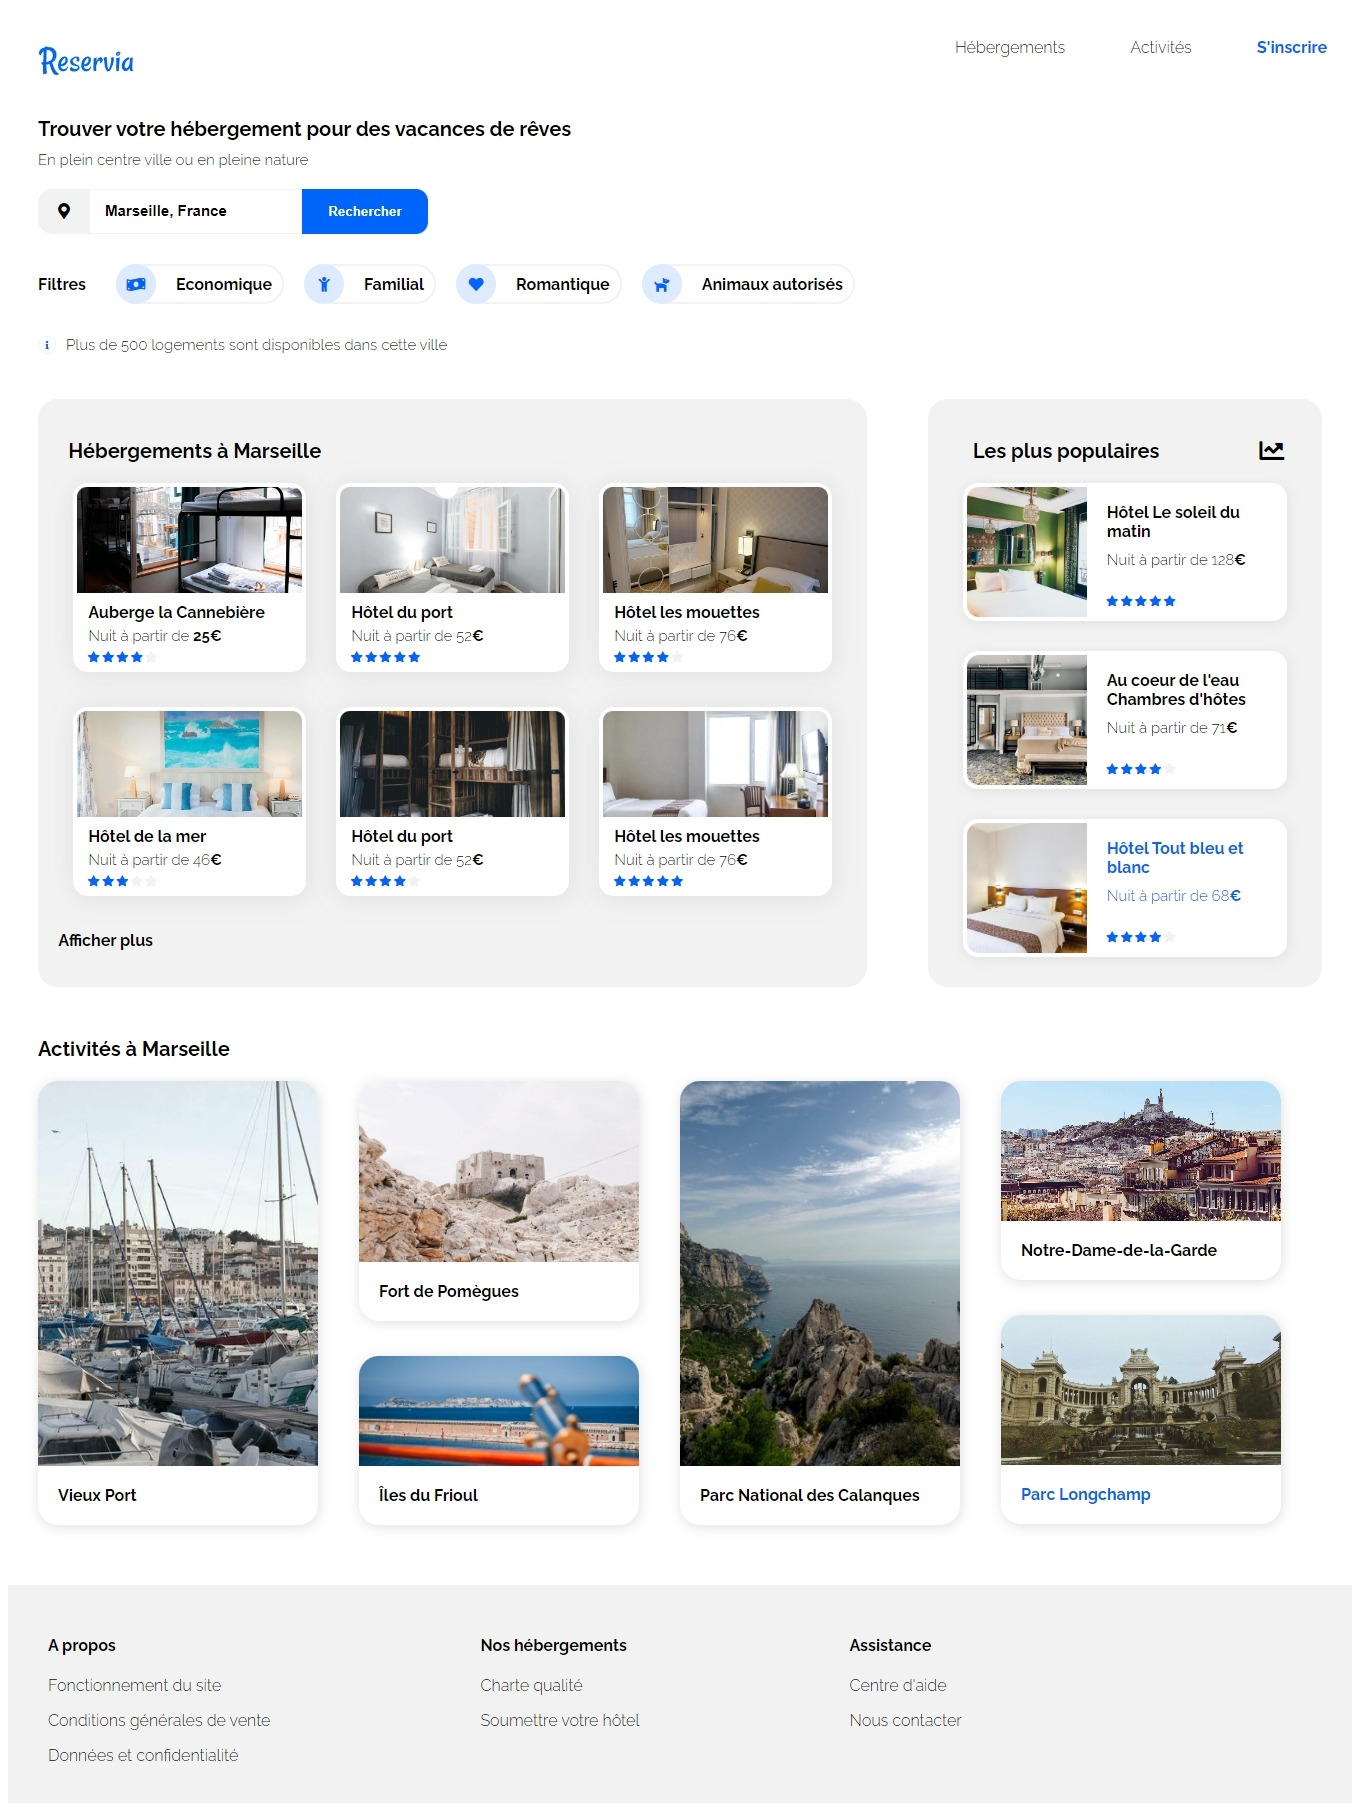 Reservia
Hébergements
Activités
S'inscrire
Trouver votre hébergement pour des vacances de rêves
En plein centre ville ou en pleine nature
Marseille, France
Rechercher
Filtres
Economique
Familial
Romantique
Animaux autorisés
Plus de 500 logements sont disponibles dans cette ville
Hébergements à Marseille
Auberge la Cannebière
Nuit à partir de 25€
Hôtel du port
Nuit à partir de 52€
Hôtel les mouettes
Nuit à partir de 76€
Hôtel de la mer
Nuit à partir de 46€
Hôtel du port
Nuit à partir de 52€
Hôtel les mouettes
Nuit à partir de 76€
Afficher plus
Les plus populaires
Hôtel Le soleil du
matin
Nuit à partir de 128€
Au coeur de l'eau
Chambres d'hôtes
Nuit à partir de 71€
Hôtel Tout bleu et
blanc
Nuit à partir de 68€
Activités à Marseille
Vieux Port
Fort de Pomègues
Îles du Frioul
Parc National des Calanques
Notre-Dame-de-la-Garde
Parc Longchamp
A propos
Fonctionnement du site
Conditions générales de vente
Données et confidentialité
Nos hébergements
Charte qualité
Soumettre votre hôtel
Assistance
Centre d'aide
Nous contacter